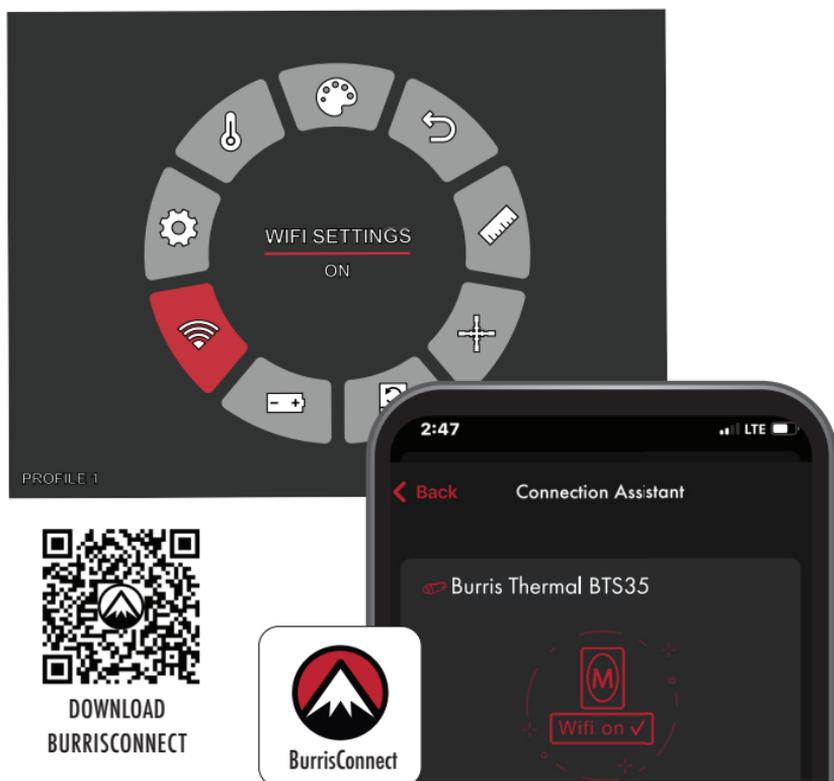 WIFI SETTINGS
ON
PROFILE 1
2:47
LTE
Back
Connection Assistant
Burris Thermal BTS35
M
Wifi on ✓
DOWNLOAD
BURRISCONNECT
BurrisConnect